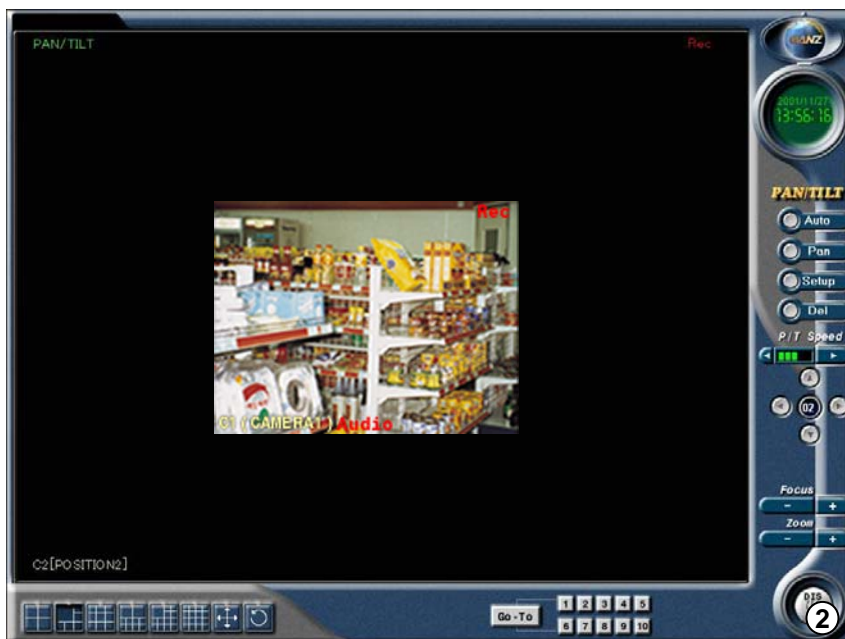 PAN/TILT
Rec
GANZ
2001/11/27
13:56:16
Rec
C1 (CAMERA1) Audio
PAN/TILT
Auto
Pan
Setup
Del
P/T Speed
02
Focus
- +
Zoom
- +
C2[POSITION2]
Go-To
1 2 3 4 5
6 7 8 9 10
DIS
2